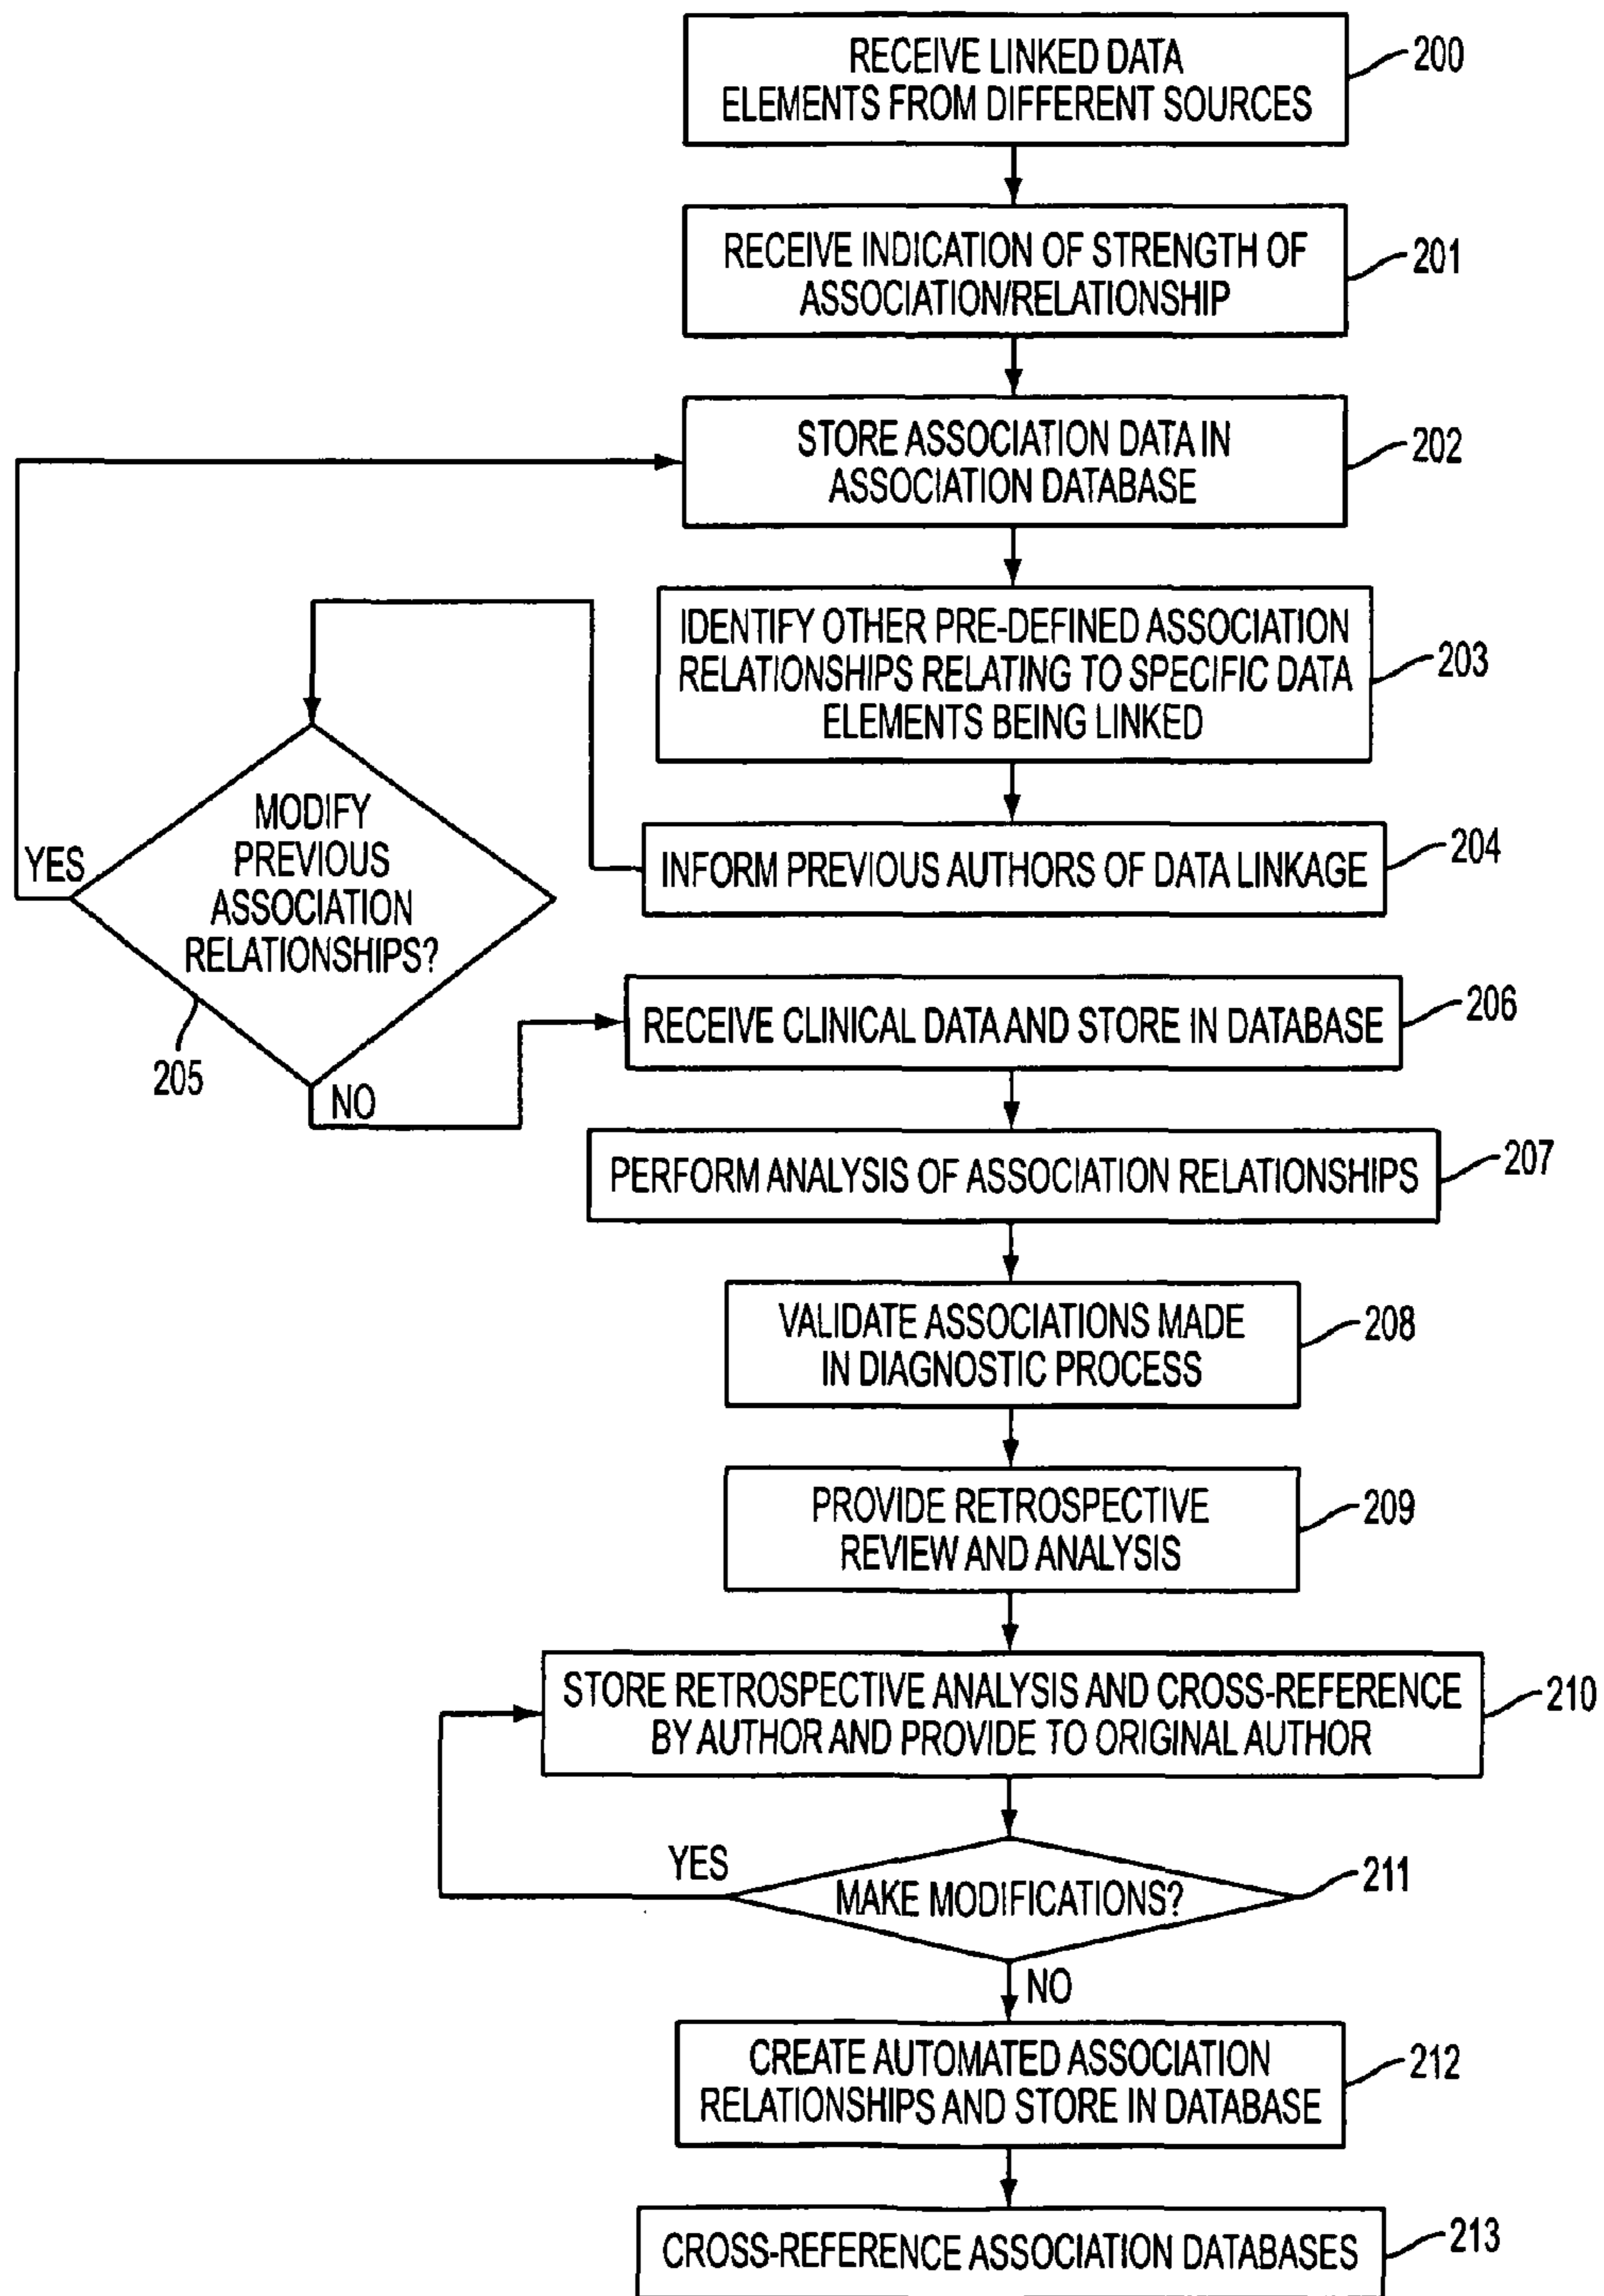 RECEIVE LINKED DATA
ELEMENTS FROM DIFFERENT SOURCES
200
RECEIVE INDICATION OF STRENGTH OF
ASSOCIATION/RELATIONSHIP
201
STORE ASSOCIATION DATA IN
ASSOCIATION DATABASE
202
IDENTIFY OTHER PRE-DEFINED ASSOCIATION
RELATIONSHIPS RELATING TO SPECIFIC DATA
ELEMENTS BEING LINKED
203
INFORM PREVIOUS AUTHORS OF DATA LINKAGE
204
MODIFY
PREVIOUS
ASSOCIATION
RELATIONSHIPS?
YES
205
NO
RECEIVE CLINICAL DATA AND STORE IN DATABASE
206
PERFORM ANALYSIS OF ASSOCIATION RELATIONSHIPS
207
VALIDATE ASSOCIATIONS MADE
IN DIAGNOSTIC PROCESS
208
PROVIDE RETROSPECTIVE
REVIEW AND ANALYSIS
209
STORE RETROSPECTIVE ANALYSIS AND CROSS-REFERENCE
BY AUTHOR AND PROVIDE TO ORIGINAL AUTHOR
210
YES
MAKE MODIFICATIONS?
211
NO
CREATE AUTOMATED ASSOCIATION
RELATIONSHIPS AND STORE IN DATABASE
212
CROSS-REFERENCE ASSOCIATION DATABASES
213